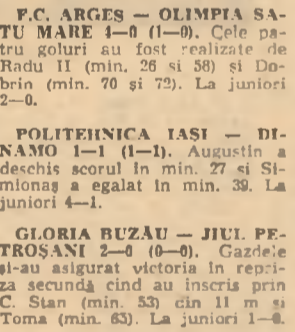 F.C. ARGEȘ — OLIMPIA SA-
TU MARE 4—0 (1—0). Cele pa-
tru goluri au fost realizate de
Radu II (min. 26 și 58) și Do-
brin (min. 70 și 72). La juniori
2—0.
POLITEHNICA IAȘI — DI-
NAMO 1—1 (1—1). Augustin a
deschis scorul în min. 27 și Si-
mionaș a egalat în min. 39. La
juniori 4—1.
GLORIA BUZĂU — JIUL PE-
TROȘANI 2—0 (0—0). Gazdele
și-au asigurat victoria în repri-
za secundă cînd au înscris prin
C. Stan (min. 53) din 11 m și
Toma (min. 63). La juniori 1—0.